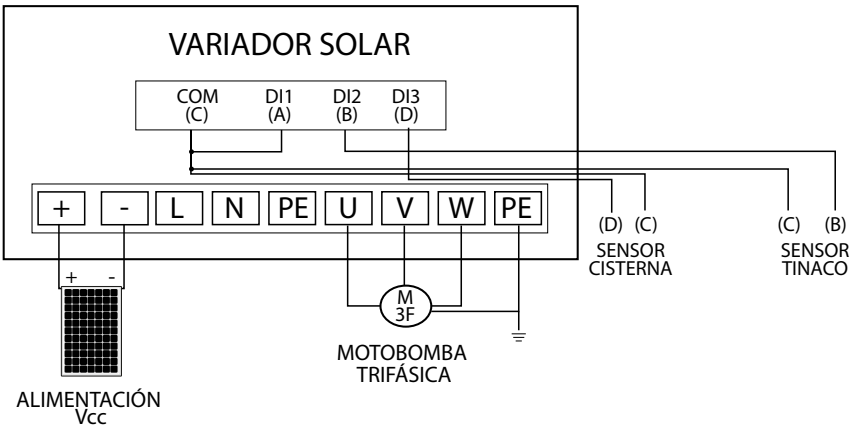 VARIADOR SOLAR
COM DI1 DI2 DI3
(C) (A) (B) (D)
+ - L N PE U V W PE
(D) (C) (C) (B)
SENSOR
CISTERNA
SENSOR
TINACO
+ -
M
3F
MOTOBOMBA
TRIFÁSICA
ALIMENTACIÓN
Vcc